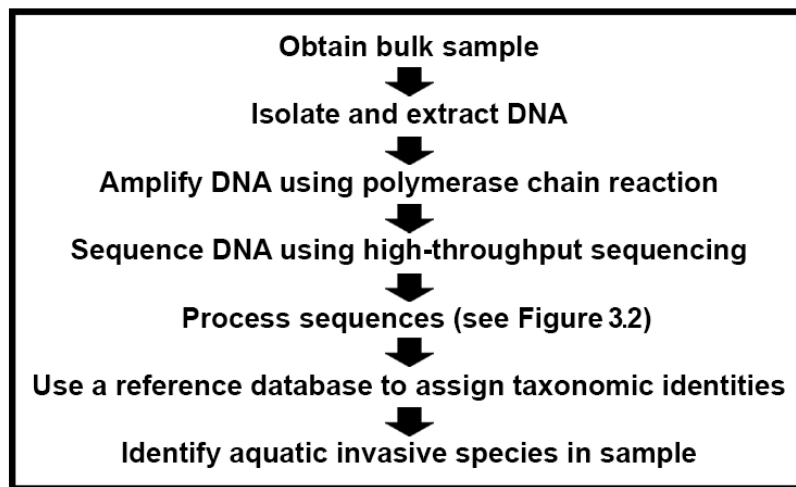 Obtain bulk sample
Isolate and extract DNA
Amplify DNA using polymerase chain reaction
Sequence DNA using high-throughput sequencing
Process sequences (see Figure 3.2)
Use a reference database to assign taxonomic identities
Identify aquatic invasive species in sample